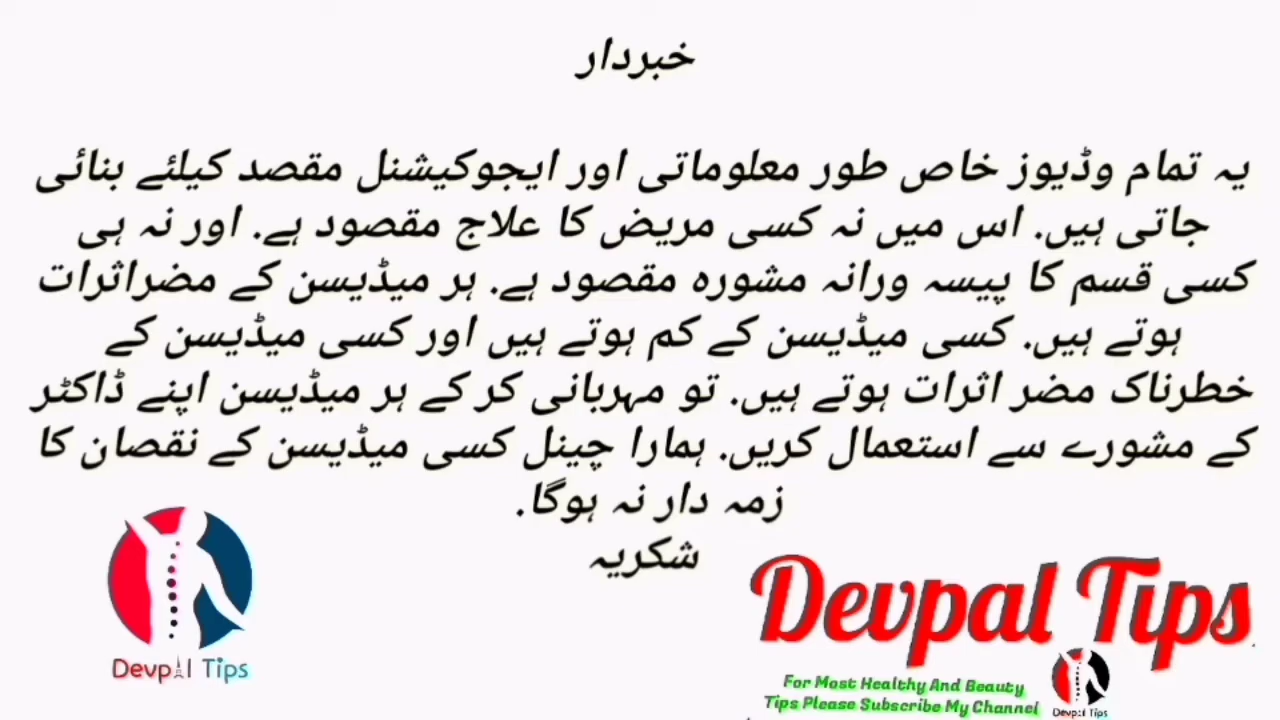 خبردار
یہ تمام وڈیوز خاص طور معلوماتی اور ایجوکیشنل مقصد کیلئے بنائی
جاتی ہیں. اس میں نہ کسی مریض کا علاج مقصود ہے. اور نہ ہی
کسی قسم کا پیسہ ورانہ مشورہ مقصود ہے. ہر میڈیسن کے مضراثرات
ہوتے ہیں. کسی میڈیسن کے کم ہوتے ہیں اور کسی میڈیسن کے
خطرناک مضر اثرات ہوتے ہیں. تو مہربانی کر کے ہر میڈیسن اپنے ڈاکٹر
کے مشورے سے استعمال کریں. ہمارا چینل کسی میڈیسن کے نقصان کا
زمہ دار نہ ہوگا.
شکریہ
Devpal Tips
Devpal Tips
For Most Healthy And Beauty
Tips Please Subscribe My Channel
Devpal Tips